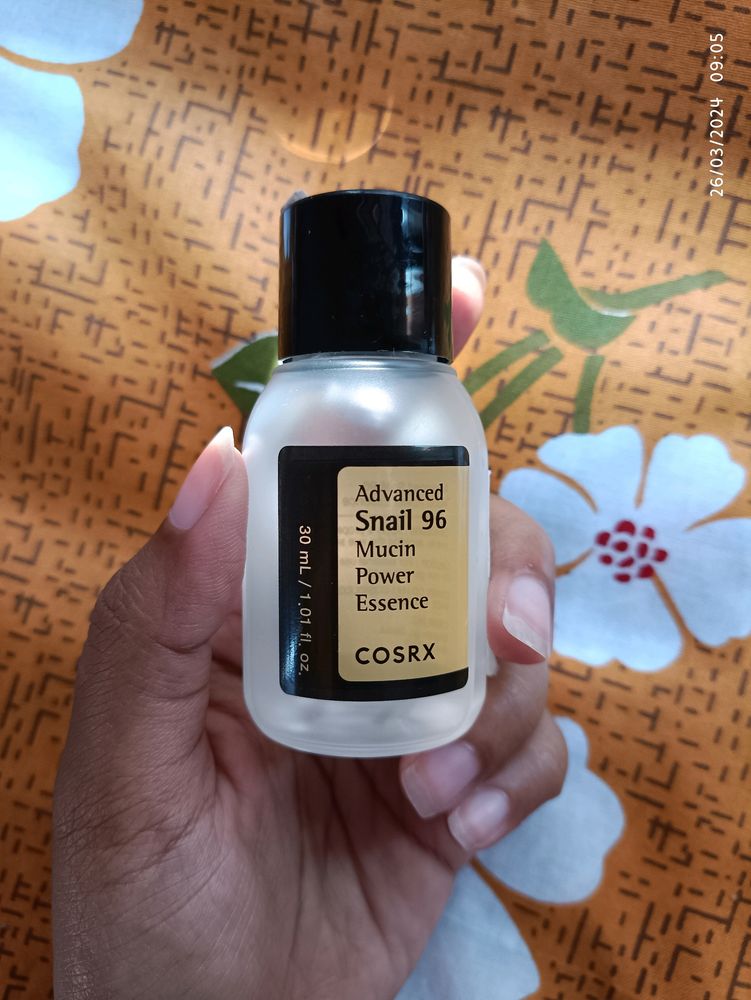 26/03/2024 09:05
Advanced
Snail 96
Mucin
Power
Essence
COSRX
30 mL / 1.01 fl. oz.